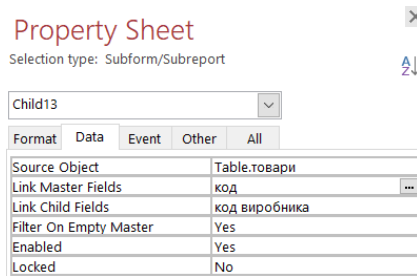 Property Sheet
Selection type: Subform/Subreport
Child13
Format Data Event Other All
Source Object Table.товари
Link Master Fields код
Link Child Fields код виробника
Filter On Empty Master Yes
Enabled Yes
Locked No